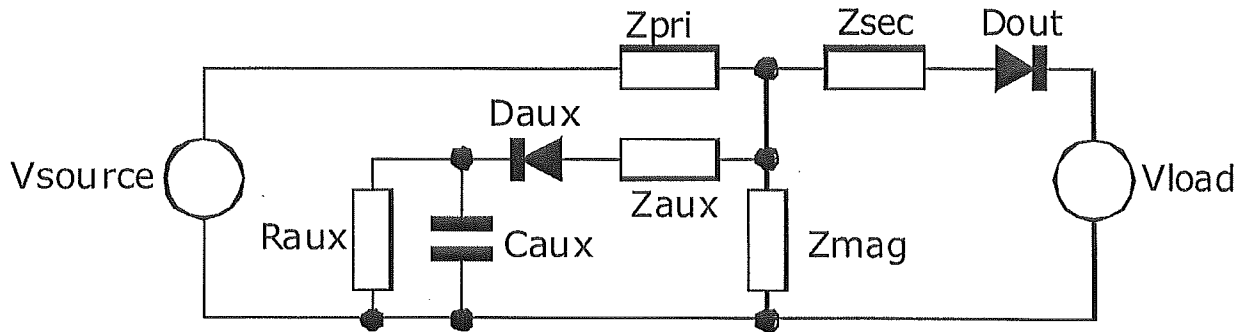 Zpri
Zsec
Dout
Daux
Vsource
Zaux
Vload
Raux
Caux
Zmag